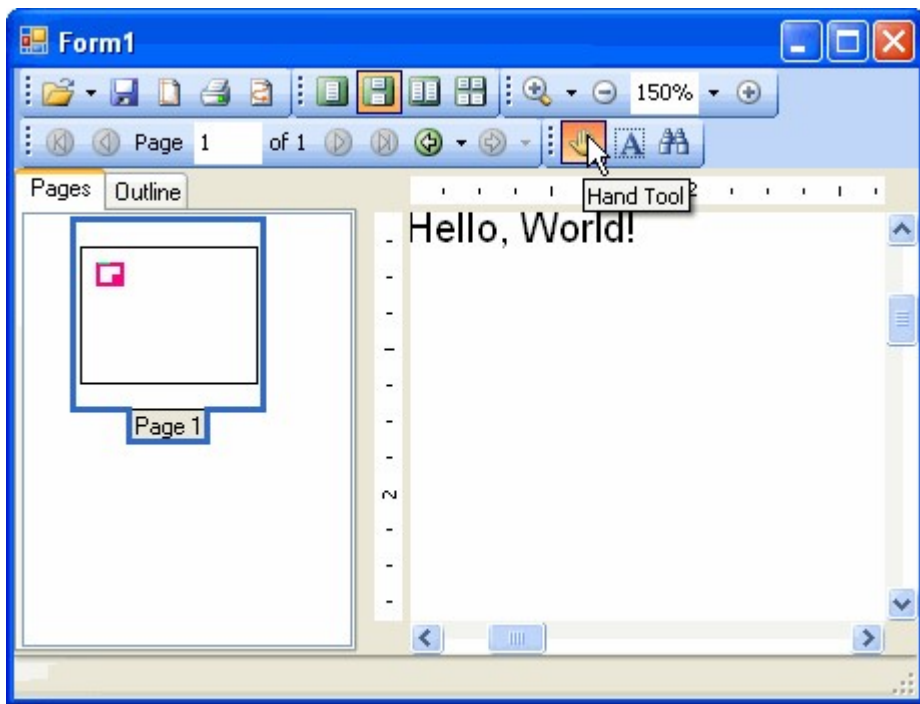 Form1
150%
Page 1 of 1
A
Pages Outline
Hand Tool 2
Hello, World!
Page 1
2